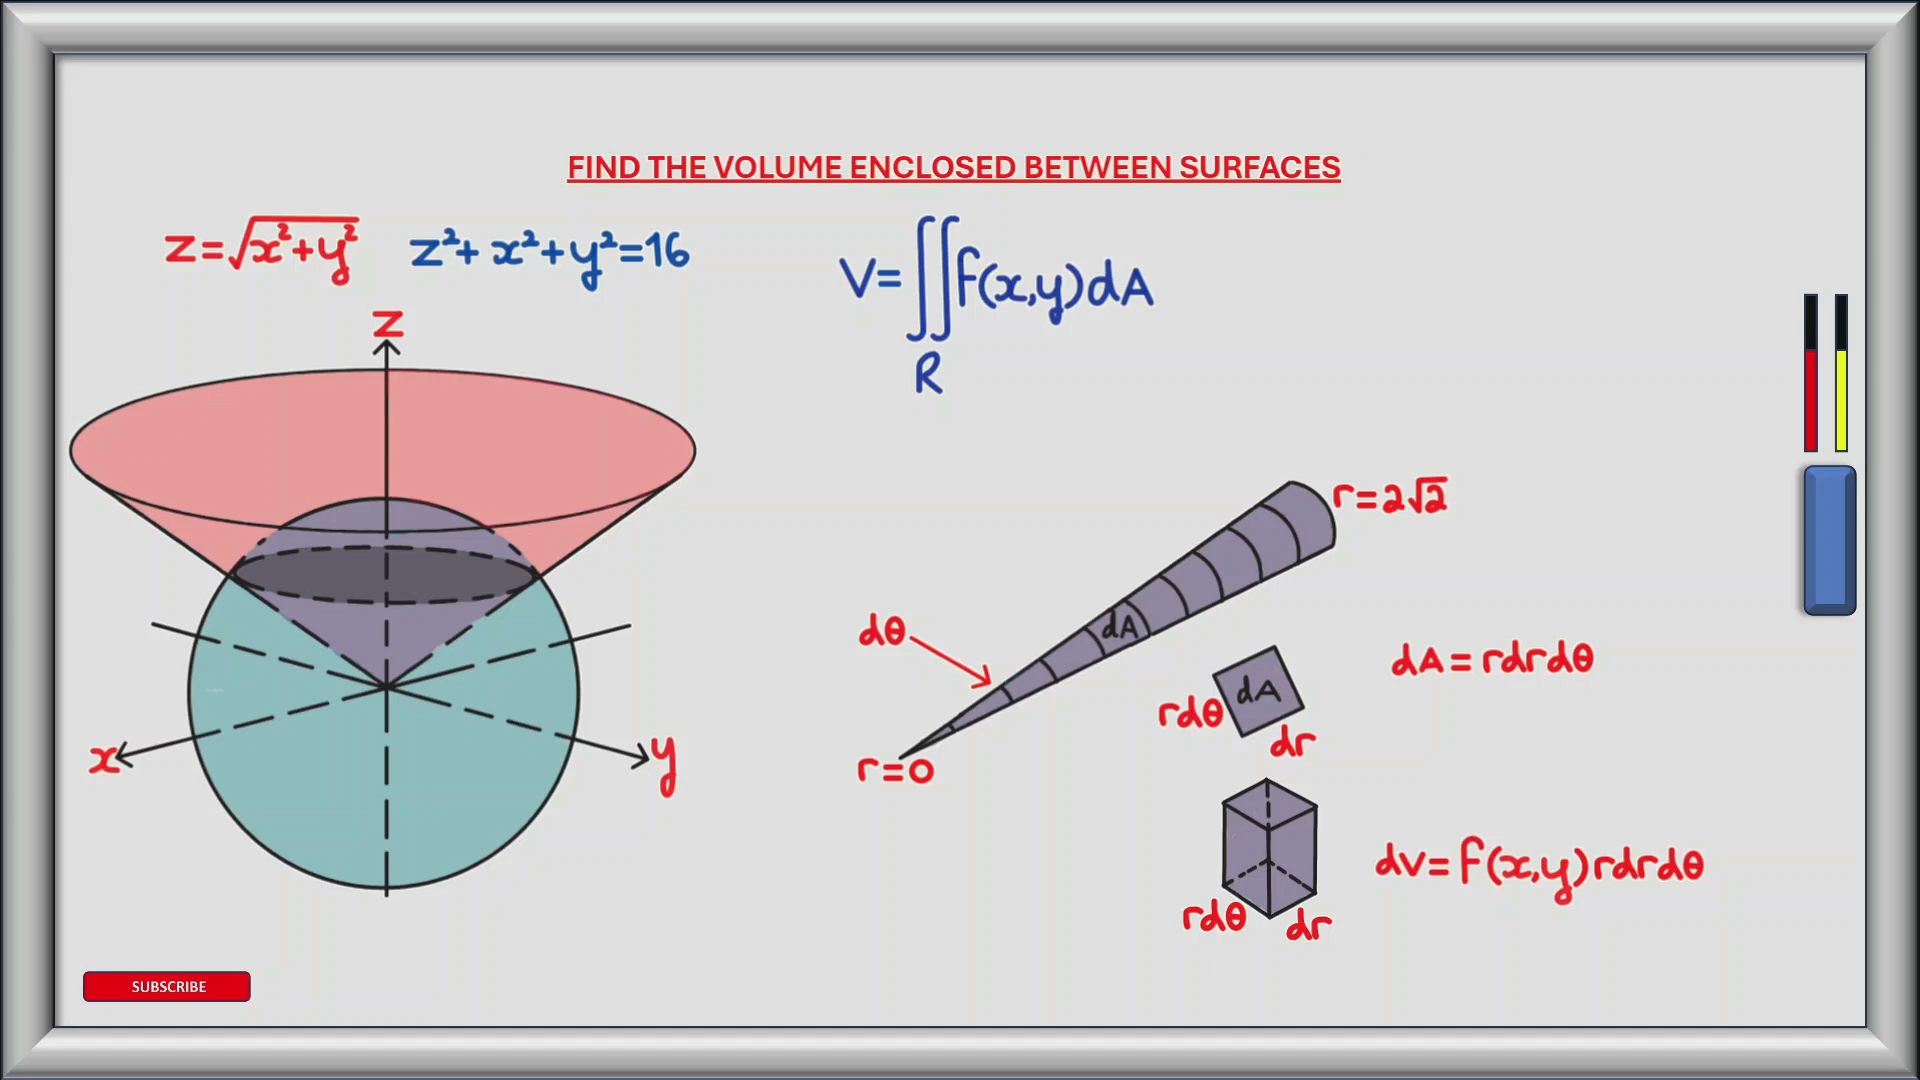 FIND THE VOLUME ENCLOSED BETWEEN SURFACES
z=√x²+y² z²+x²+y²=16
V=∬f(x,y)dA
R
z
r=2√2
dθ
dA
dA=rdrdθ
dA
rdθ
dr
x
y
r=0
dV=f(x,y)rdrdθ
rdθ
dr
SUBSCRIBE